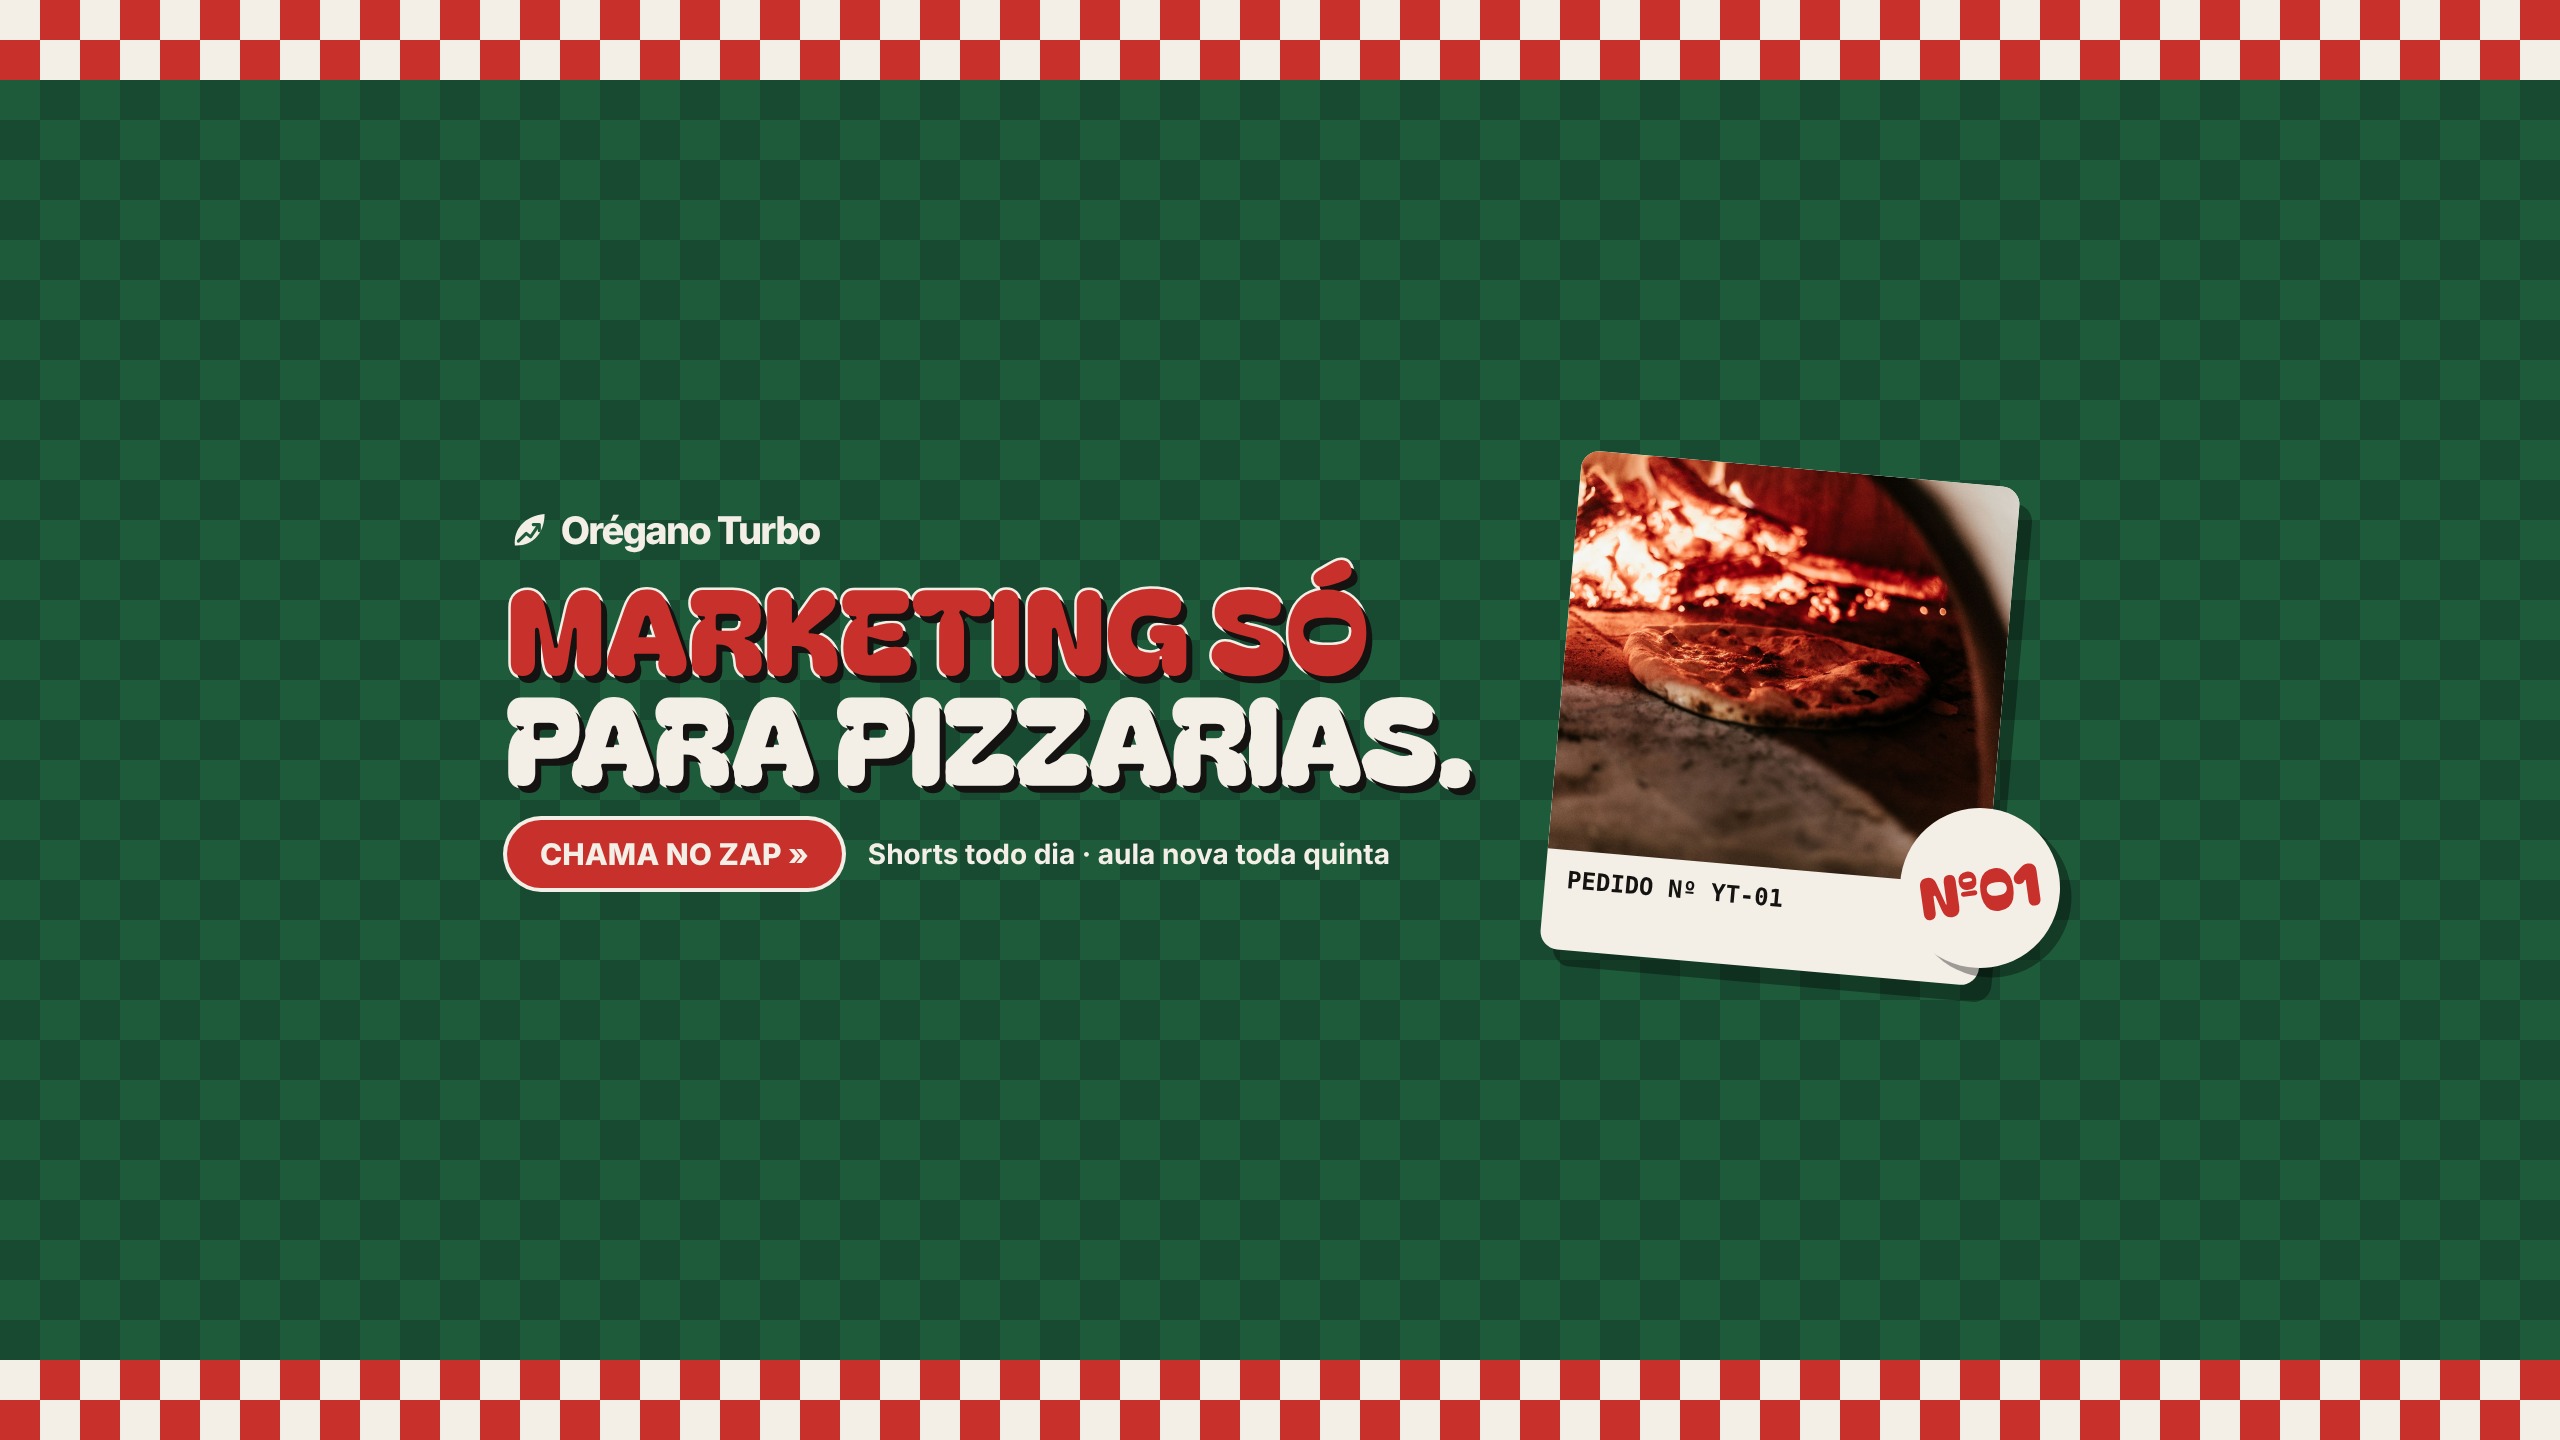 Orégano Turbo
MARKETING SÓ
PARA PIZZARIAS.
CHAMA NO ZAP »
Shorts todo dia · aula nova toda quinta
PEDIDO Nº YT-01
Nº01